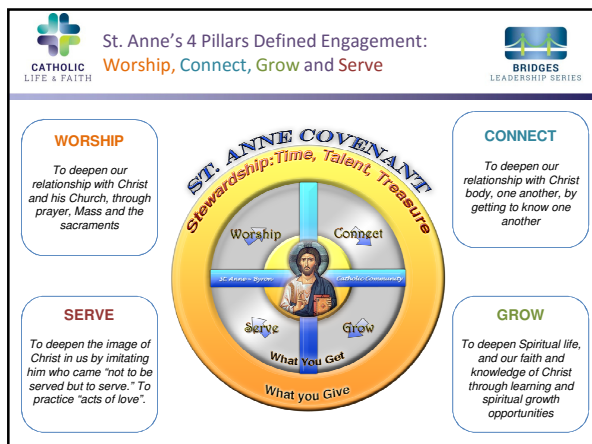 CATHOLIC
LIFE & FAITH
St. Anne's 4 Pillars Defined Engagement:
Worship, Connect, Grow and Serve
BRIDGES
LEADERSHIP SERIES
WORSHIP
To deepen our
relationship with Christ
and his Church, through
prayer, Mass and the
sacraments
CONNECT
To deepen our
relationship with Christ
body, one another, by
getting to know one
another
ST. ANNE COVENANT
Stewardship:Time, Talent, Treasure
Worship
Connect
St. Anne - Byron
Catholic Community
Serve
Grow
What You Get
What you Give
SERVE
To deepen the image of
Christ in us by imitating
him who came “not to be
served but to serve.” To
practice “acts of love”.
GROW
To deepen Spiritual life,
and our faith and
knowledge of Christ
through learning and
spiritual growth
opportunities